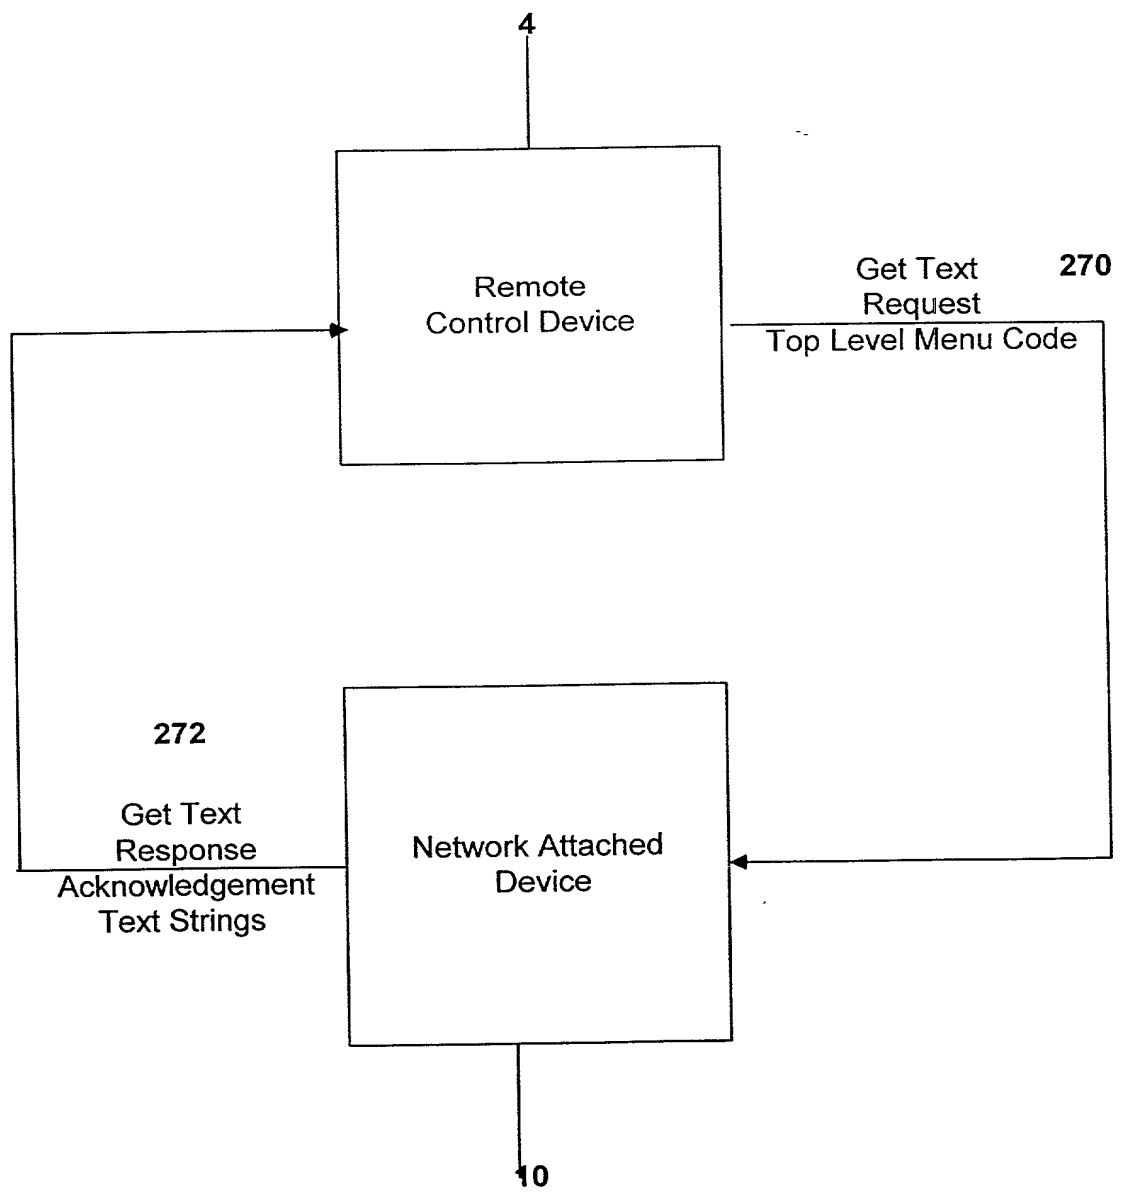 4
Remote
Control Device
Get Text
Request
Top Level Menu Code
270
272
Get Text
Response
Acknowledgement
Text Strings
Network Attached
Device
10